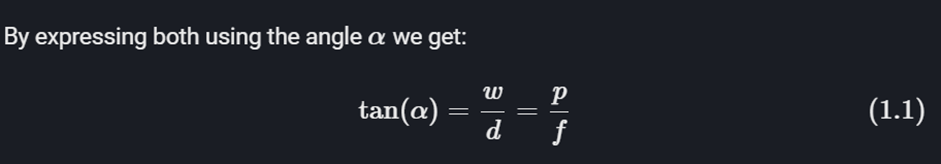 By expressing both using the angle α we get:
tan(α) = w/d = p/f (1.1)